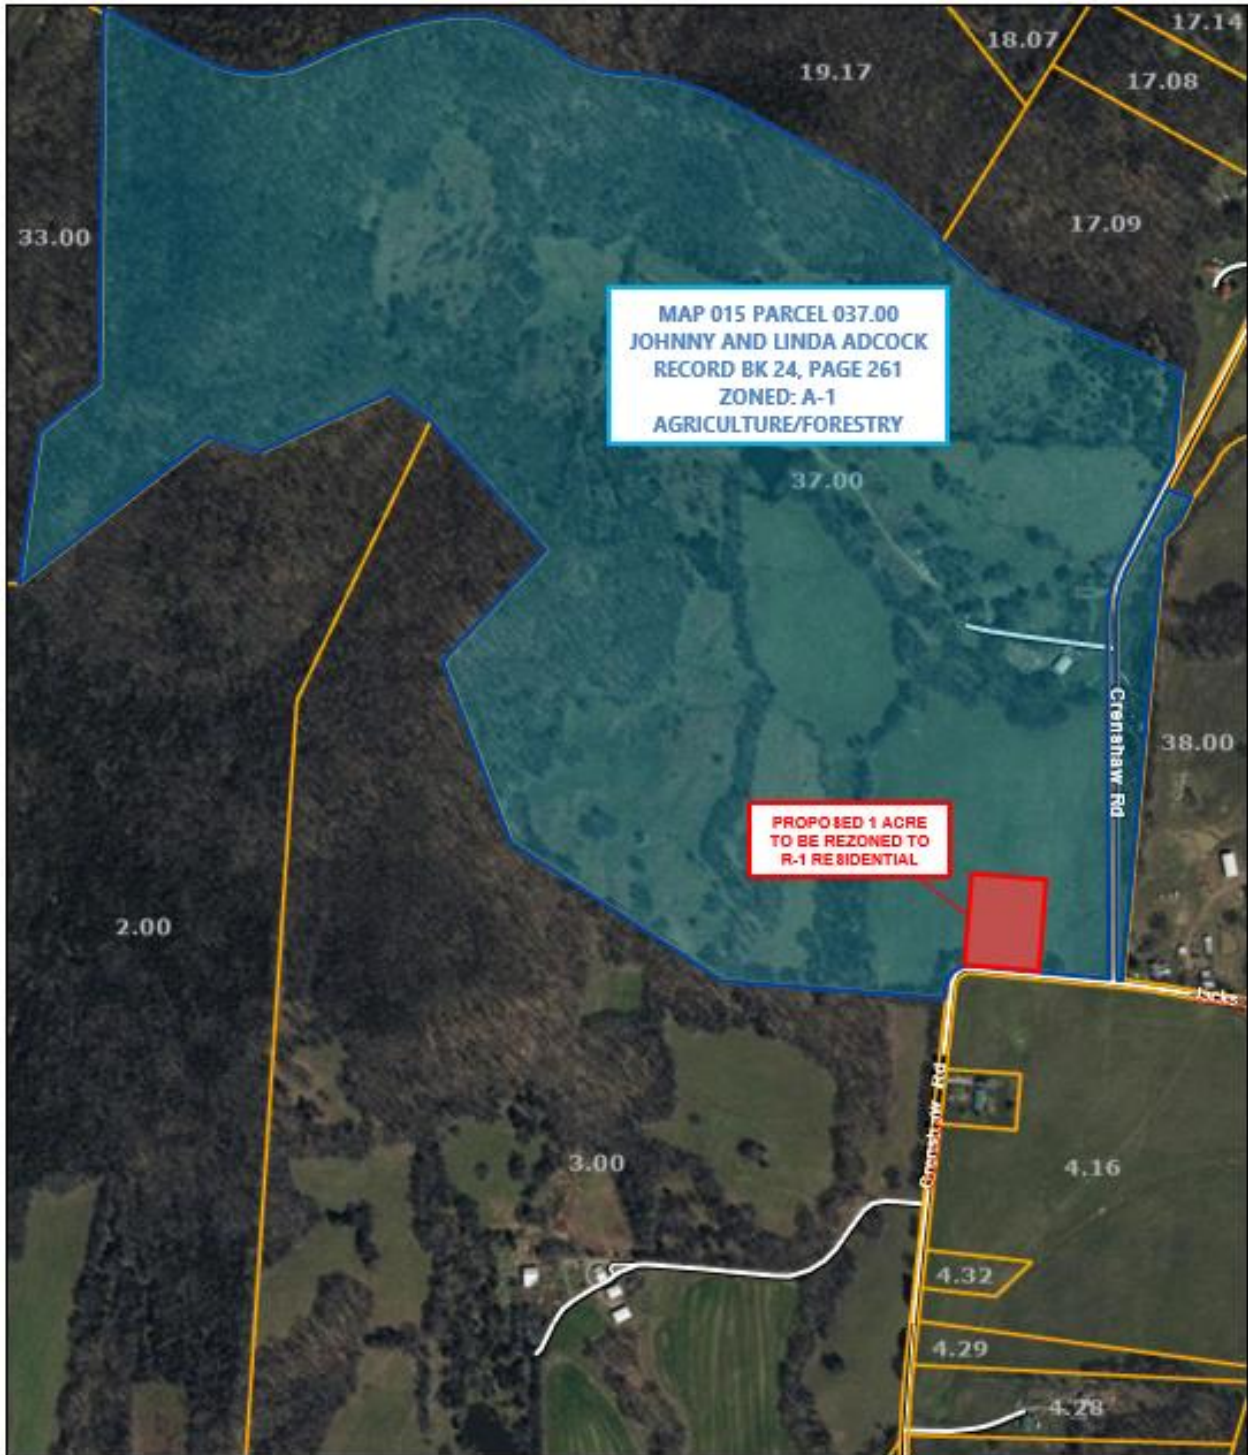 17.14
18.07
19.17
17.08
17.09
33.00
MAP 015 PARCEL 037.00
JOHNNY AND LINDA ADCOCK
RECORD BK 24, PAGE 261
ZONED: A-1
AGRICULTURE/FORESTRY
37.00
Crenshaw Rd
38.00
PROPOSED 1 ACRE
TO BE REZONED TO
R-1 RESIDENTIAL
2.00
Crenshaw Rd
3.00
4.16
4.32
4.29
4.28